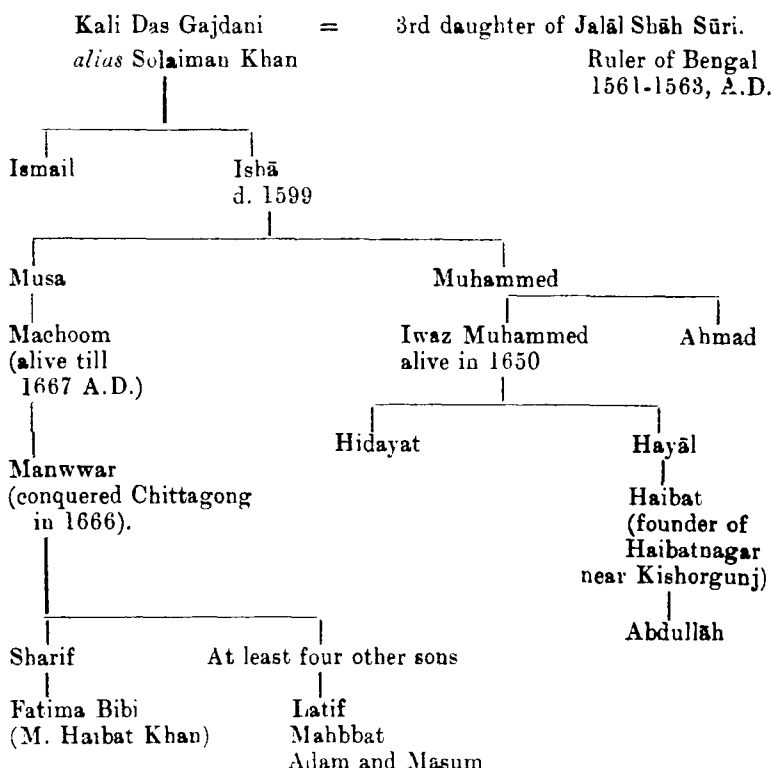 Kali Das Gajdani = 3rd daughter of Jalāl Shāh Sūri.
alias Solaiman Khan Ruler of Bengal
1561-1563, A.D.
Ismail Ishā
d. 1599
Musa Muhammed
Machoom Iwaz Muhammed Ahmad
(alive till alive in 1650
1667 A.D.)
Hidayat Hayāl
Manwwar Haibat
(conquered Chittagong (founder of
in 1666). Haibatnagar
near Kishorgunj)
Abdullāh
Sharif At least four other sons
Fatima Bibi Latif
(M. Haibat Khan) Mahbbat
Adam and Masum